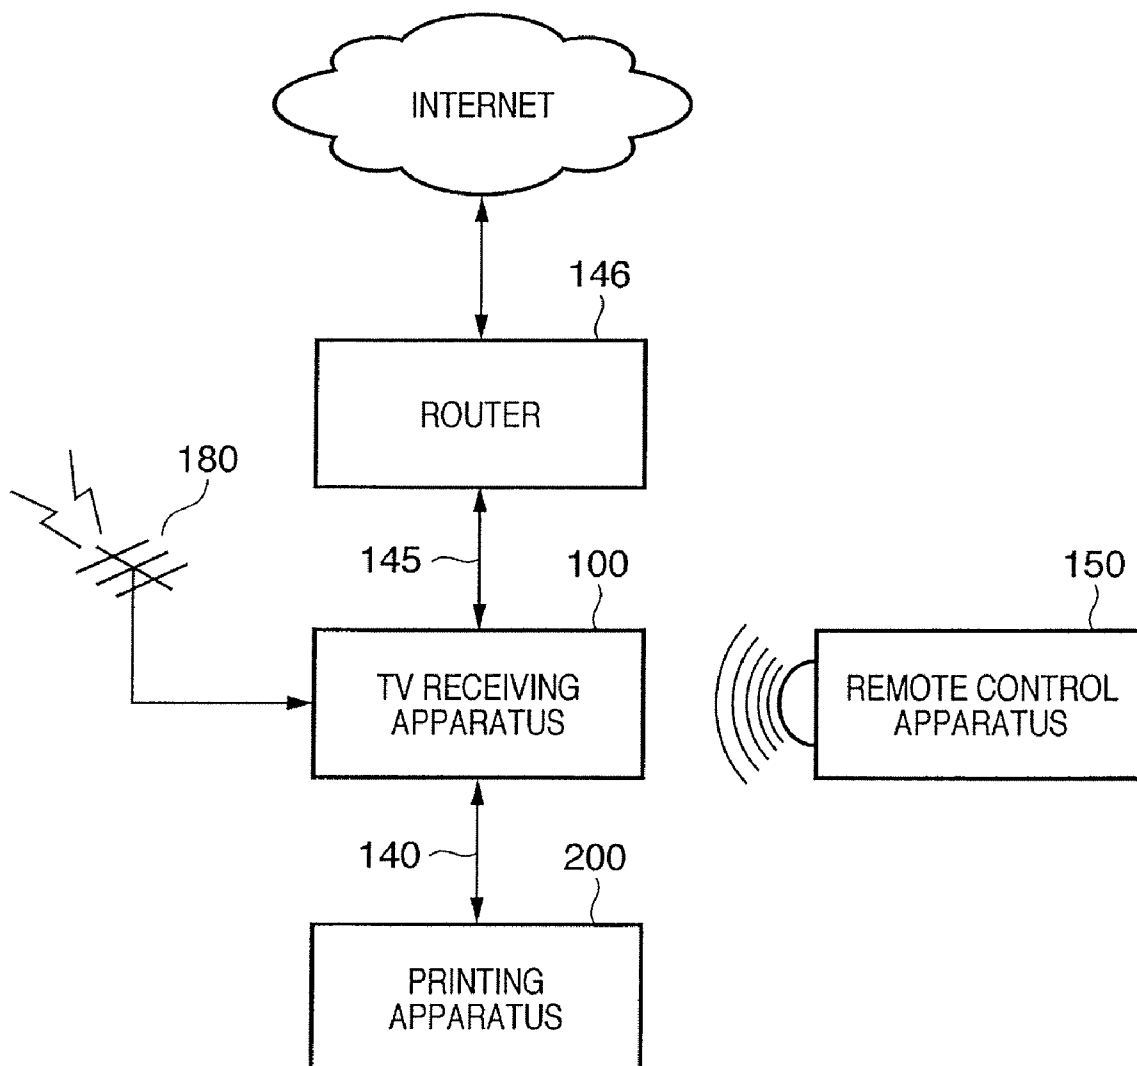 INTERNET
146
ROUTER
180
145
100
150
TV RECEIVING
APPARATUS
REMOTE CONTROL
APPARATUS
140
200
PRINTING
APPARATUS